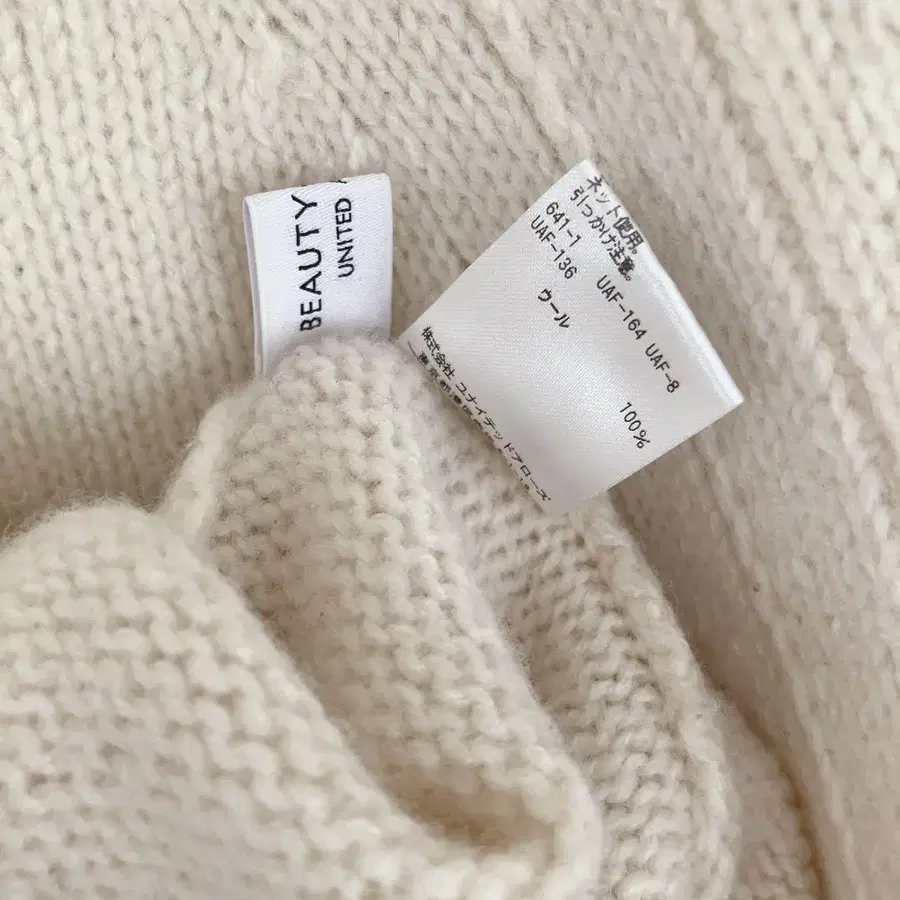 BEAUTY
UNITED
ネット使用。
引っかけ注意。
641-1 UAF-164 UAF-8
UAF-136
ウール 100%
株式会社 ユナイテッドアローズ